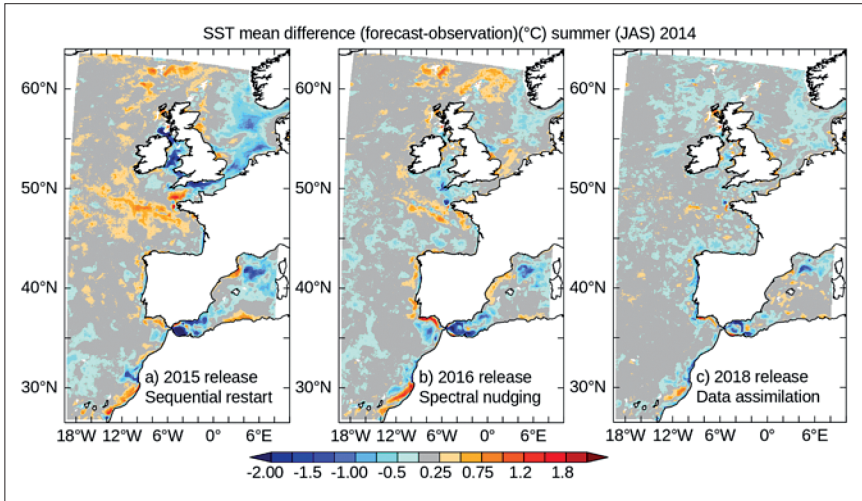 SST mean difference (forecast-observation)(°C) summer (JAS) 2014
60°N
50°N
40°N
30°N
a) 2015 release
Sequential restart
18°W 12°W 6°W 0° 6°E
60°N
50°N
40°N
30°N
b) 2016 release
Spectral nudging
18°W 12°W 6°W 0° 6°E
60°N
50°N
40°N
30°N
c) 2018 release
Data assimilation
18°W 12°W 6°W 0° 6°E
-2.00 -1.5 -1.00 -0.5 0.25 0.75 1.2 1.8